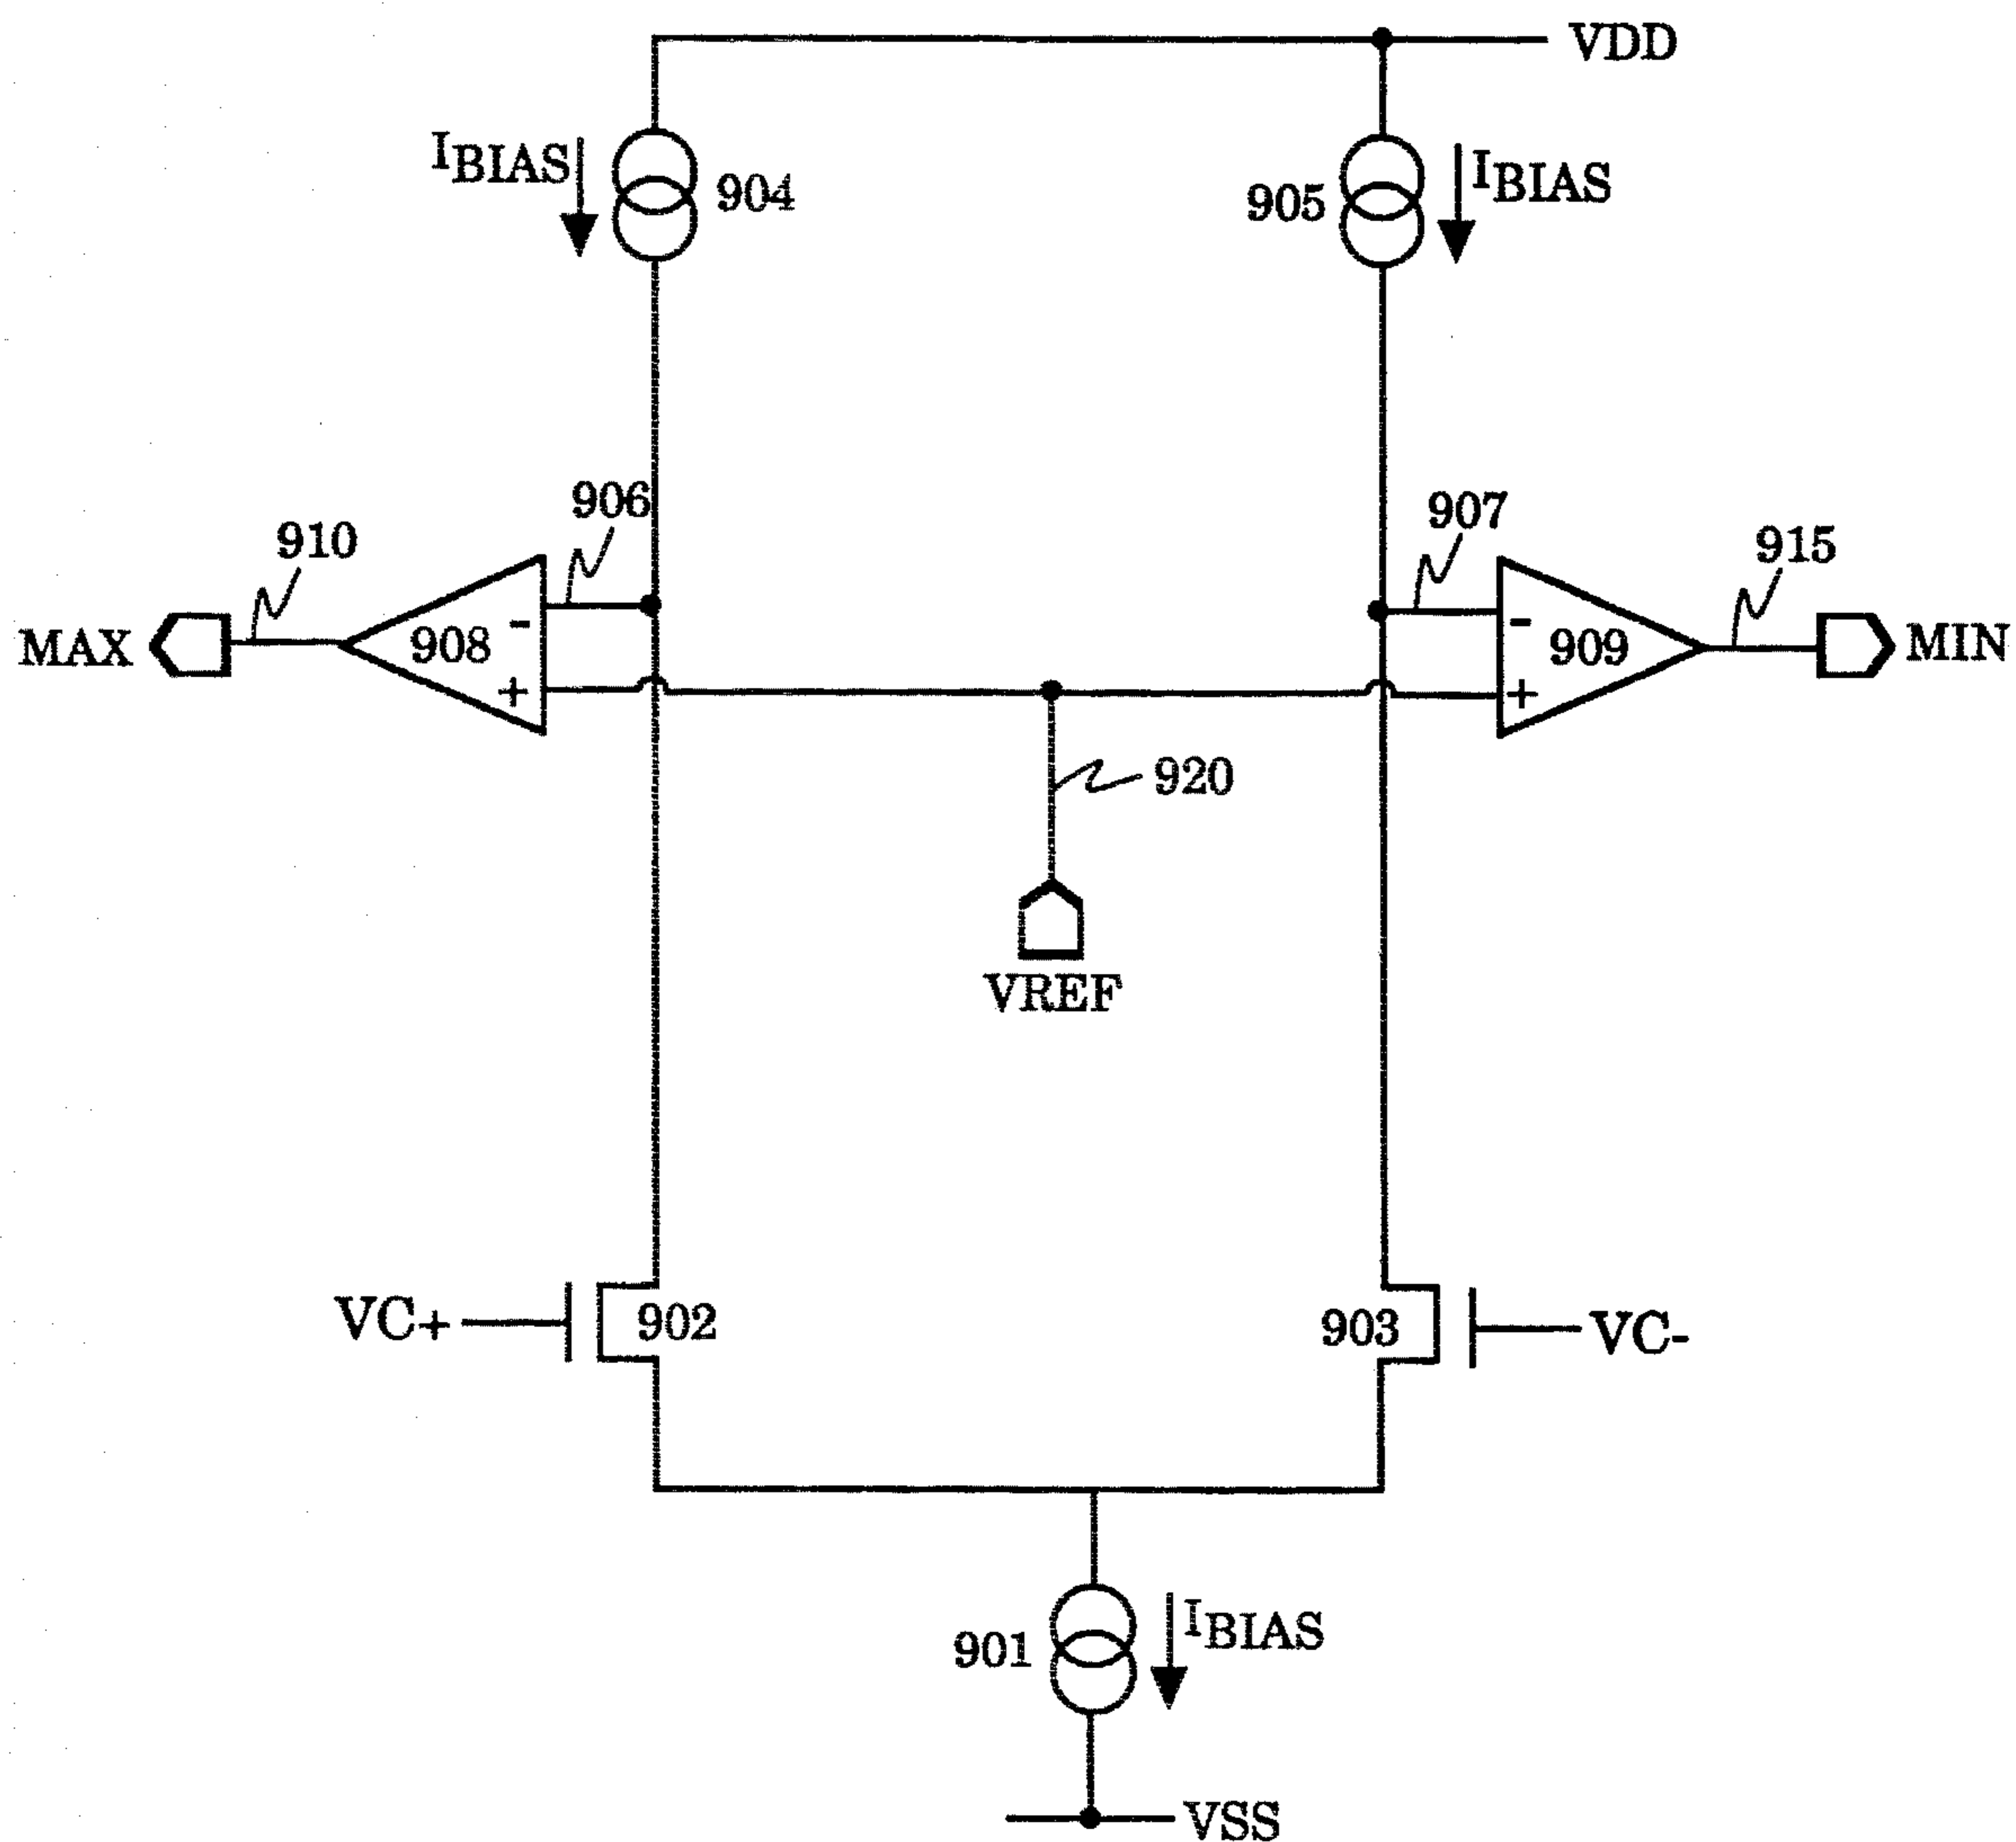 VDD
IBIAS
904
905
IBIAS
906
907
910
915
MAX
908
-
+
-
+
909
MIN
920
VREF
VC+
902
903
VC-
901
IBIAS
VSS